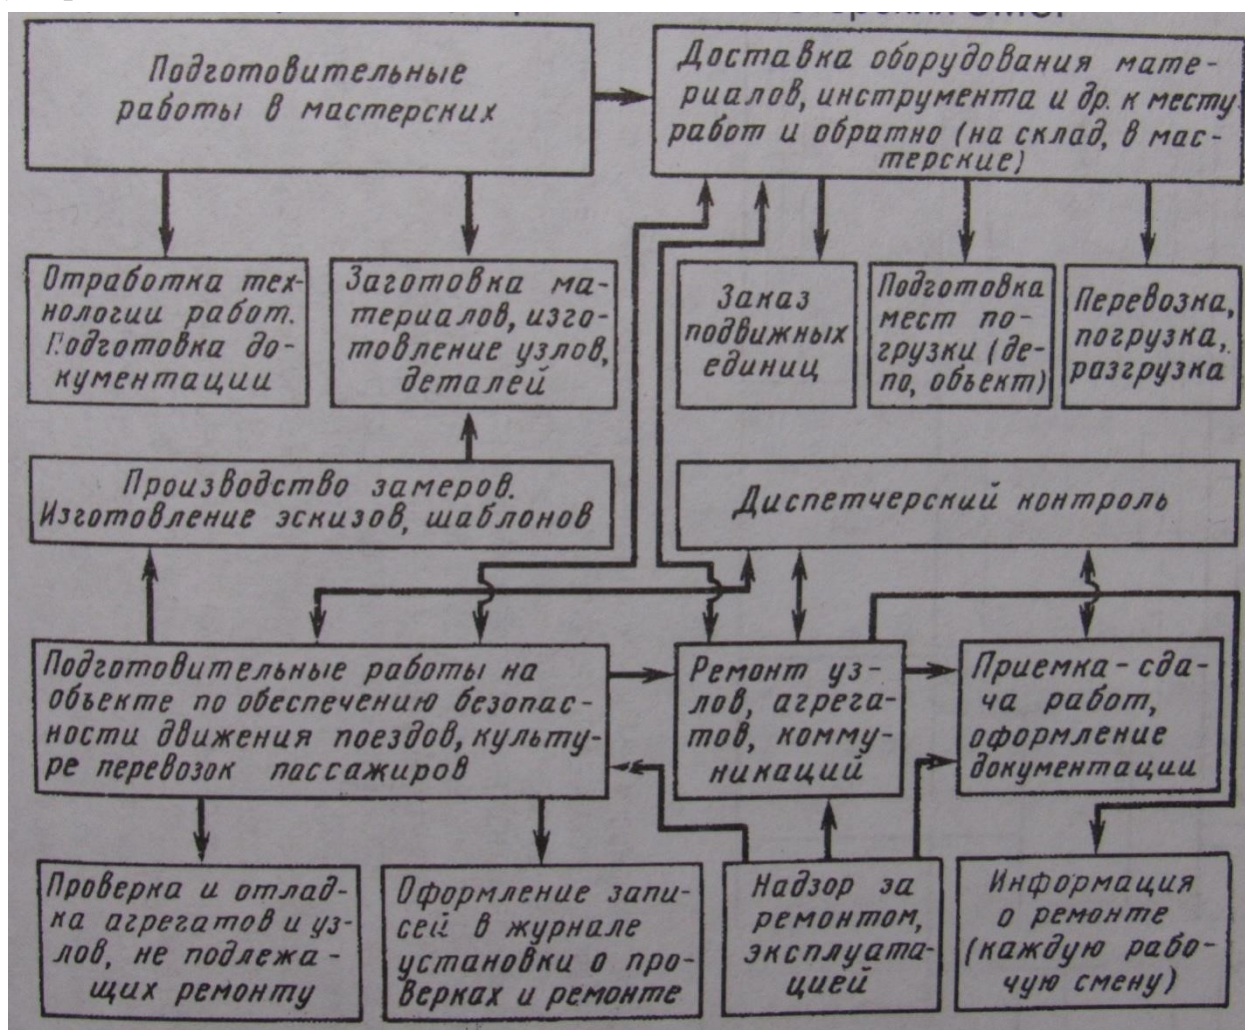 Подготовительные
работы в мастерских
Доставка оборудования мате-
риалов, инструмента и др. к месту
работ и обратно (на склад, в мас-
терские)
Отработка тех-
нологии работ.
Подготовка до-
кументации
Заготовка ма-
териалов, изго-
товление узлов,
деталей
Заказ
подвижных
единиц
Подготовка
мест по-
грузки (де-
по, объект)
Перевозка,
погрузка,
разгрузка
Производство замеров.
Изготовление эскизов, шаблонов
Диспетчерский контроль
Подготовительные работы на
объекте по обеспечению безопас-
ности движения поездов, культу-
ре перевозок пассажиров
Ремонт уз-
лов, агрега-
тов, комму-
никаций
Приемка-сда-
ча работ,
оформление
документации
Проверка и отлад-
ка агрегатов и уз-
лов, не подлежа-
щих ремонту
Оформление запи-
сей в журнале
установки о про-
верках и ремонте
Надзор за
ремонтом,
эксплуата-
цией
Информация
о ремонте
(каждую рабо-
чую смену)